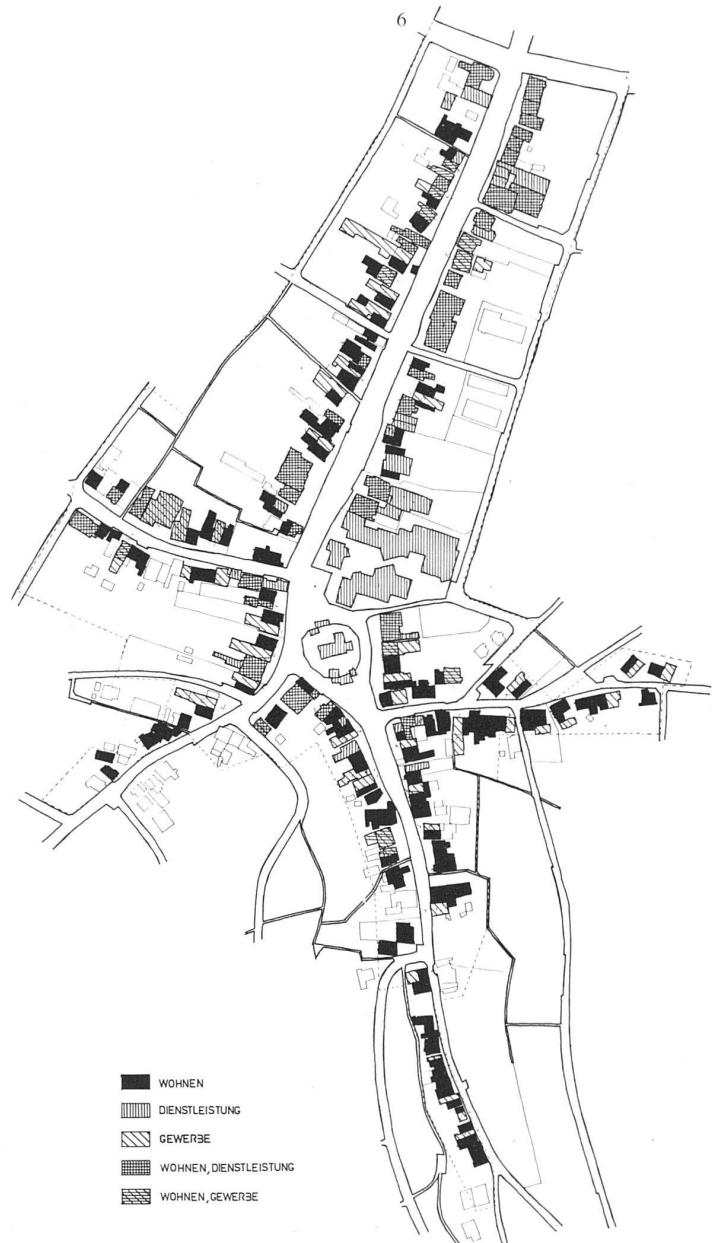 6
WOHNEN
DIENSTLEISTUNG
GEWERBE
WOHNEN, DIENSTLEISTUNG
WOHNEN, GEWERBE